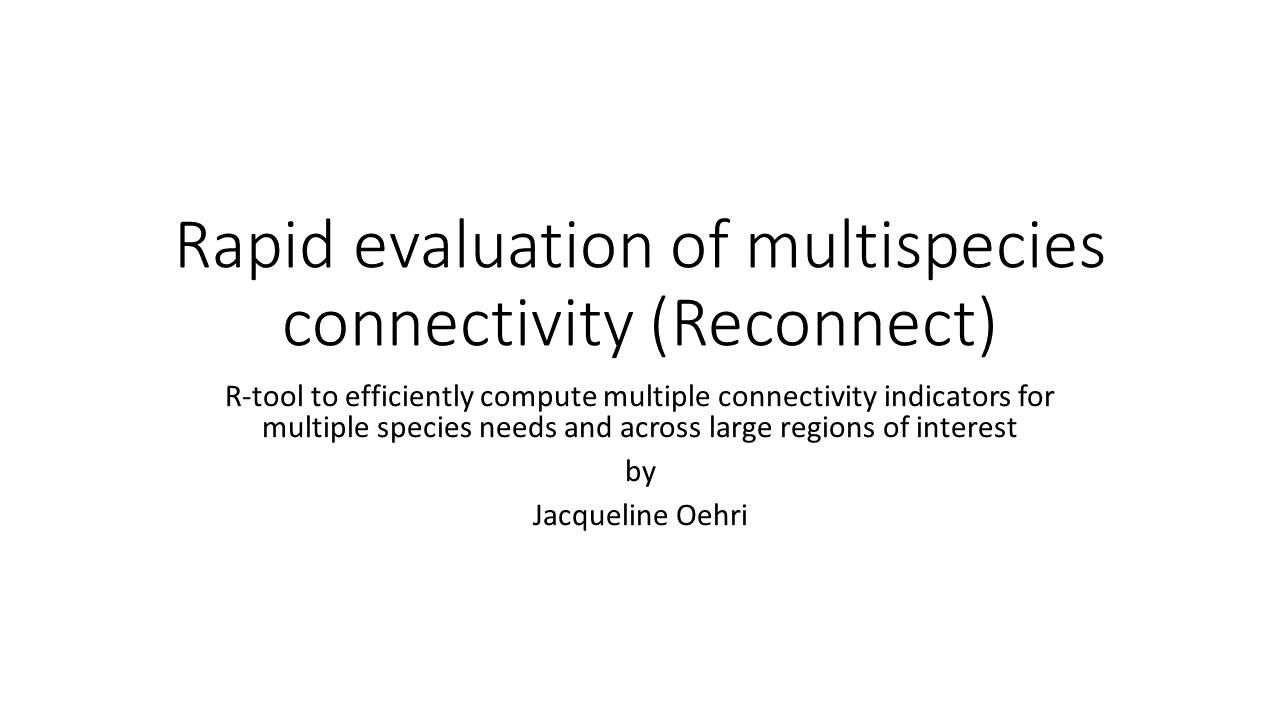 Rapid evaluation of multispecies
connectivity (Reconnect)
R-tool to efficiently compute multiple connectivity indicators for
multiple species needs and across large regions of interest
by
Jacqueline Oehri